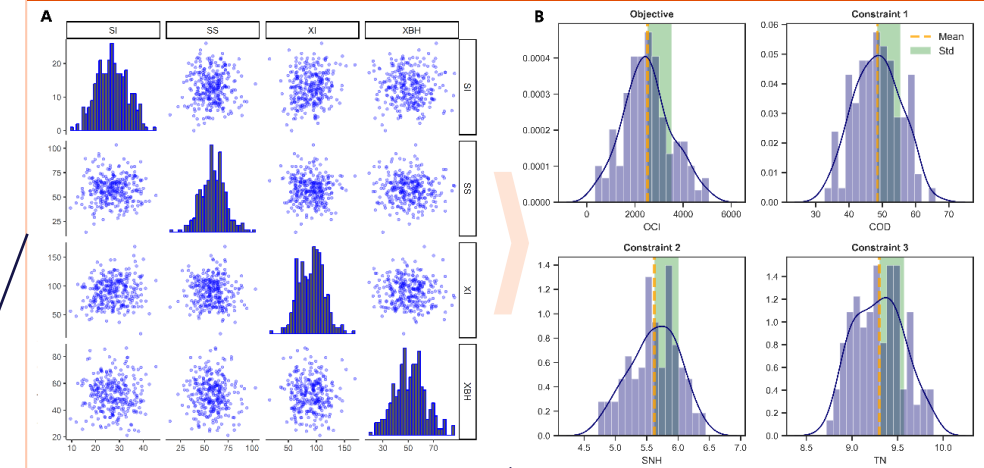 A
SI
SS
XI
XBH
20
10
0
SI
100
75
50
25
SS
150
100
50
XI
80
60
40
20
XBH
10 20 30 40
25 50 75 100
50 100 150
30 50 70
B
Objective
0.0004
0.0003
0.0002
0.0001
0.0000
0 2000 4000 6000
OCI
Constraint 1
Mean
Std
0.06
0.05
0.04
0.03
0.02
0.01
0.00
30 40 50 60 70
COD
Constraint 2
1.4
1.2
1.0
0.8
0.6
0.4
0.2
0.0
4.5 5.0 5.5 6.0 6.5 7.0
SNH
Constraint 3
1.4
1.2
1.0
0.8
0.6
0.4
0.2
0.0
8.5 9.0 9.5 10.0
TN